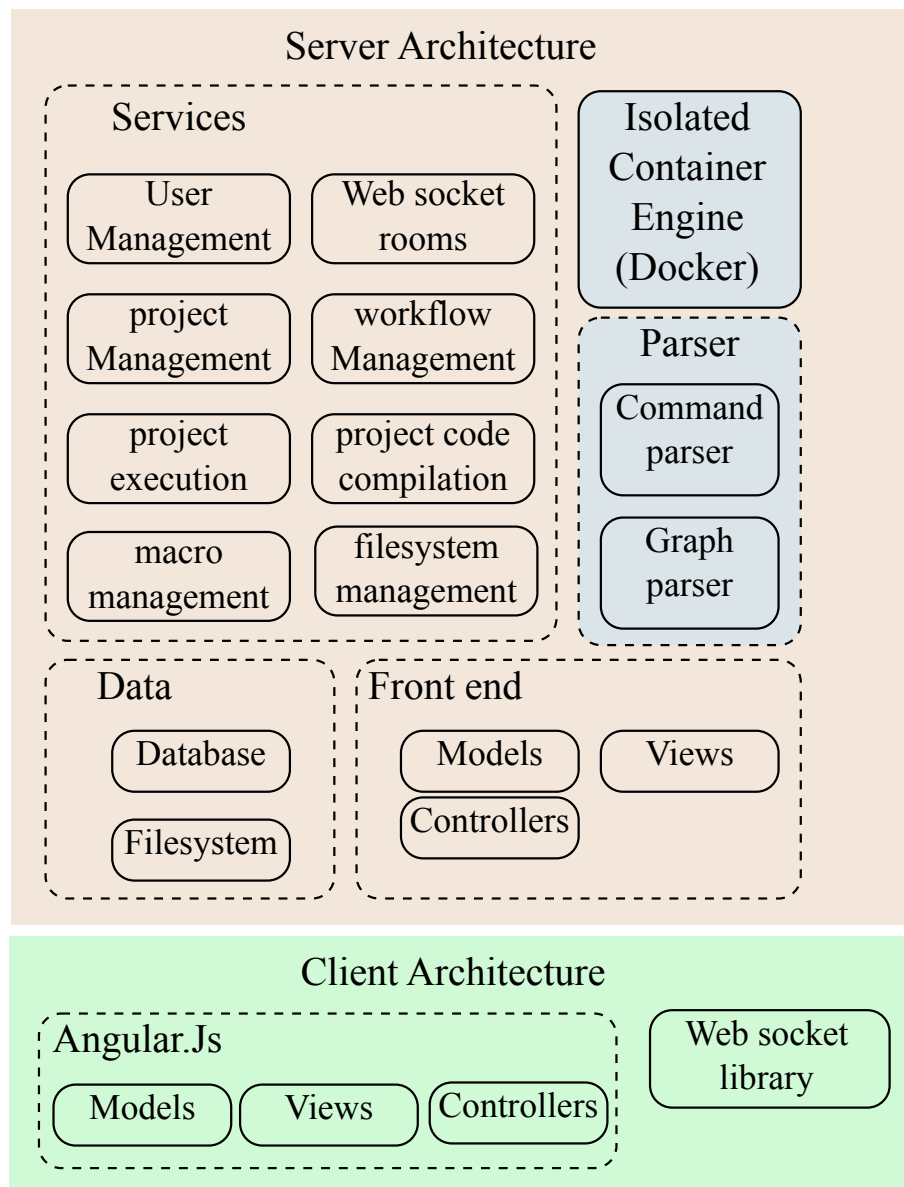 Server Architecture
Services
User
Management
Web socket
rooms
project
Management
workflow
Management
project
execution
project code
compilation
macro
management
filesystem
management
Isolated
Container
Engine
(Docker)
Parser
Command
parser
Graph
parser
Data
Database
Filesystem
Front end
Models
Views
Controllers
Client Architecture
Angular.Js
Models
Views
Controllers
Web socket
library